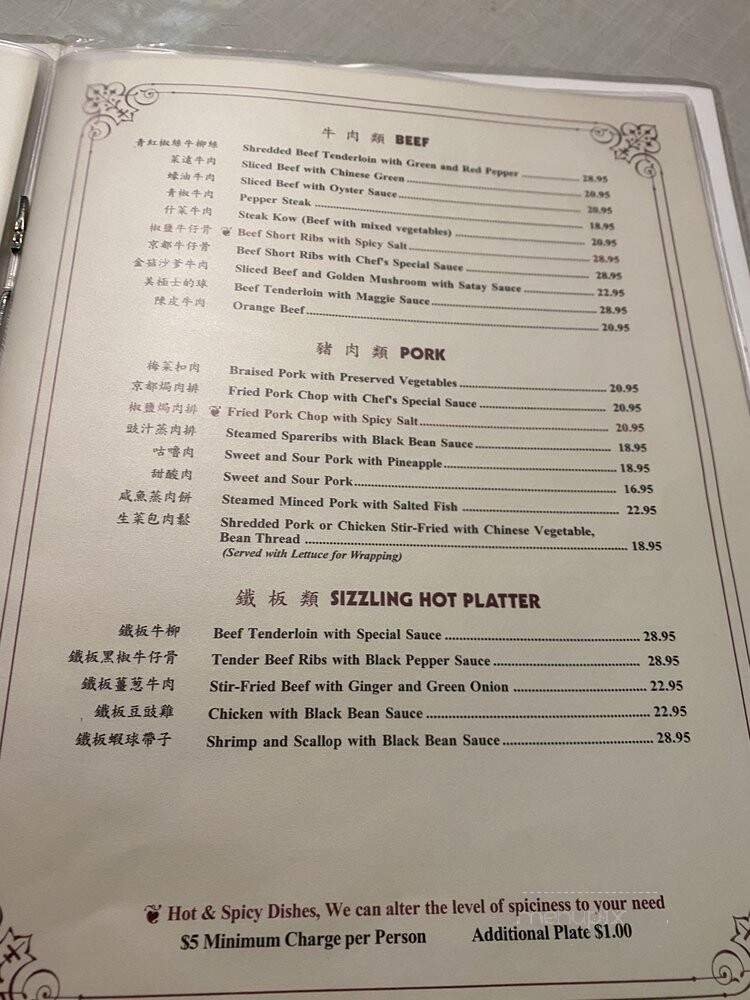 牛 肉 類 BEEF
青紅椒絲牛柳絲 Shredded Beef Tenderloin with Green and Red Pepper 28.95
菜遠牛肉 Sliced Beef with Chinese Green 20.95
蠔油牛肉 Sliced Beef with Oyster Sauce 20.95
青椒牛肉 Pepper Steak 18.95
什菜牛肉 Steak Kow (Beef with mixed vegetables) 20.95
椒鹽牛仔骨 Beef Short Ribs with Spicy Salt 28.95
京都牛仔骨 Beef Short Ribs with Chef's Special Sauce 28.95
金菇沙爹牛肉 Sliced Beef and Golden Mushroom with Satay Sauce 22.95
美極士的球 Beef Tenderloin with Maggie Sauce 28.95
陳皮牛肉 Orange Beef 20.95
豬 肉 類 PORK
梅菜扣肉 Braised Pork with Preserved Vegetables 20.95
京都焗肉排 Fried Pork Chop with Chef's Special Sauce 20.95
椒鹽焗肉排 Fried Pork Chop with Spicy Salt 20.95
豉汁蒸肉排 Steamed Spareribs with Black Bean Sauce 18.95
咕嚕肉 Sweet and Sour Pork with Pineapple 18.95
甜酸肉 Sweet and Sour Pork 16.95
咸魚蒸肉餅 Steamed Minced Pork with Salted Fish 22.95
生菜包肉鬆 Shredded Pork or Chicken Stir-Fried with Chinese Vegetable,
Bean Thread 18.95
(Served with Lettuce for Wrapping)
鐵 板 類 SIZZLING HOT PLATTER
鐵板牛柳 Beef Tenderloin with Special Sauce 28.95
鐵板黑椒牛仔骨 Tender Beef Ribs with Black Pepper Sauce 28.95
鐵板薑葱牛肉 Stir-Fried Beef with Ginger and Green Onion 22.95
鐵板豆豉雞 Chicken with Black Bean Sauce 22.95
鐵板蝦球帶子 Shrimp and Scallop with Black Bean Sauce 28.95
Hot & Spicy Dishes, We can alter the level of spiciness to your need
menupix
$5 Minimum Charge per Person Additional Plate $1.00